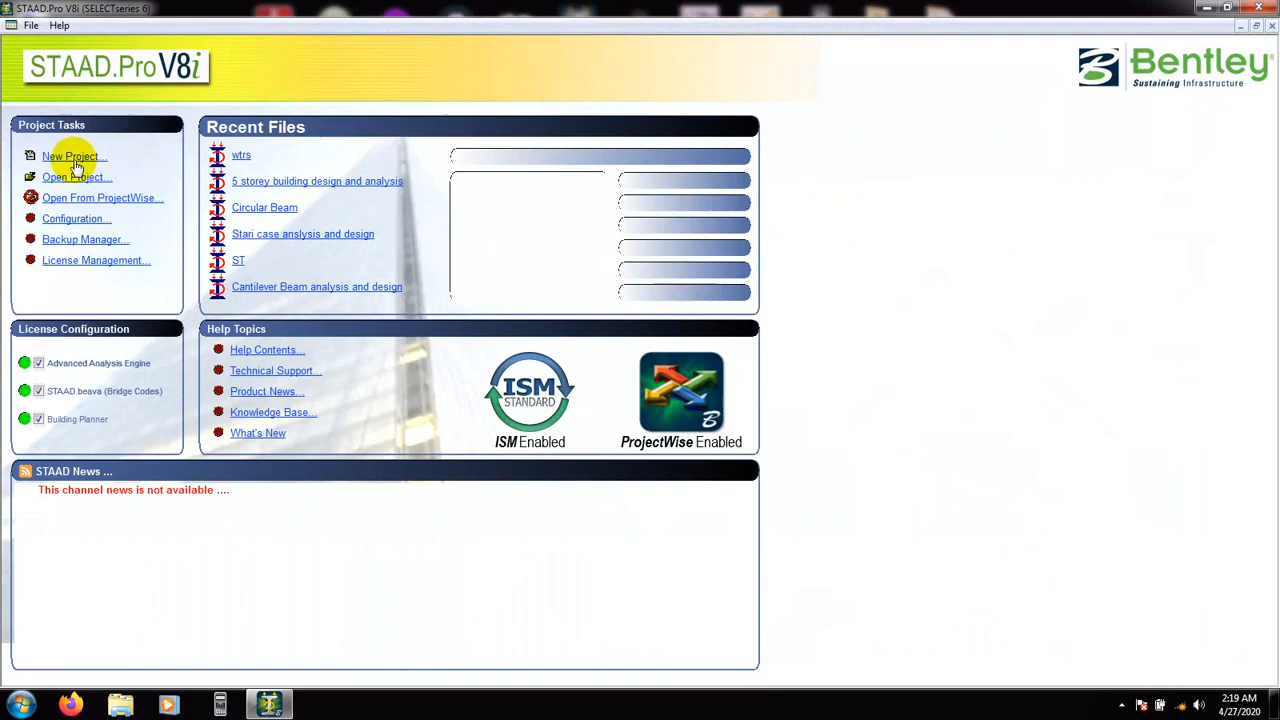 STAAD.Pro V8i (SELECTseries 6)
File Help
STAAD.Pro V8i
Bentley
Sustaining Infrastructure
Project Tasks
New Project...
Open Project...
Open From ProjectWise...
Configuration...
Backup Manager...
License Management...
Recent Files
wtrs
5 storey building design and analysis
Circular Beam
Stari case anslysis and design
ST
Cantilever Beam analysis and design
License Configuration
Advanced Analysis Engine
STAAD.beava (Bridge Codes)
Building Planner
Help Topics
Help Contents...
Technical Support...
Product News...
Knowledge Base...
What's New
ISM
STANDARD
ISM Enabled
ProjectWise Enabled
STAAD News ...
This channel news is not available ....
2:19 AM
4/27/2020